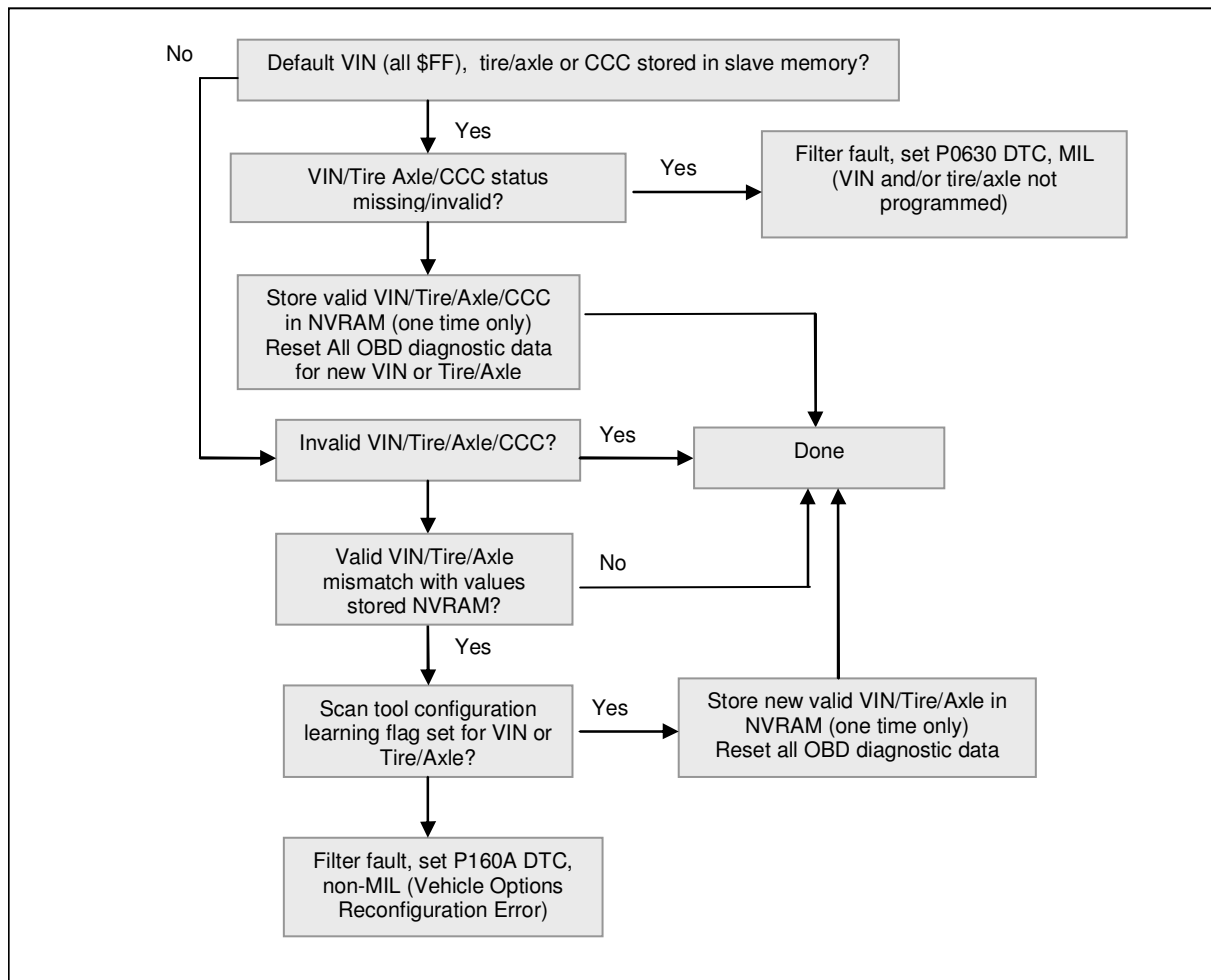 No
Default VIN (all $FF), tire/axle or CCC stored in slave memory?
Yes
VIN/Tire Axle/CCC status
missing/invalid?
Yes
Filter fault, set P0630 DTC, MIL
(VIN and/or tire/axle not
programmed)
Store valid VIN/Tire/Axle/CCC
in NVRAM (one time only)
Reset All OBD diagnostic data
for new VIN or Tire/Axle
Invalid VIN/Tire/Axle/CCC?
Yes
Done
Valid VIN/Tire/Axle
mismatch with values
stored NVRAM?
No
Yes
Scan tool configuration
learning flag set for VIN or
Tire/Axle?
Yes
Store new valid VIN/Tire/Axle in
NVRAM (one time only)
Reset all OBD diagnostic data
Filter fault, set P160A DTC,
non-MIL (Vehicle Options
Reconfiguration Error)